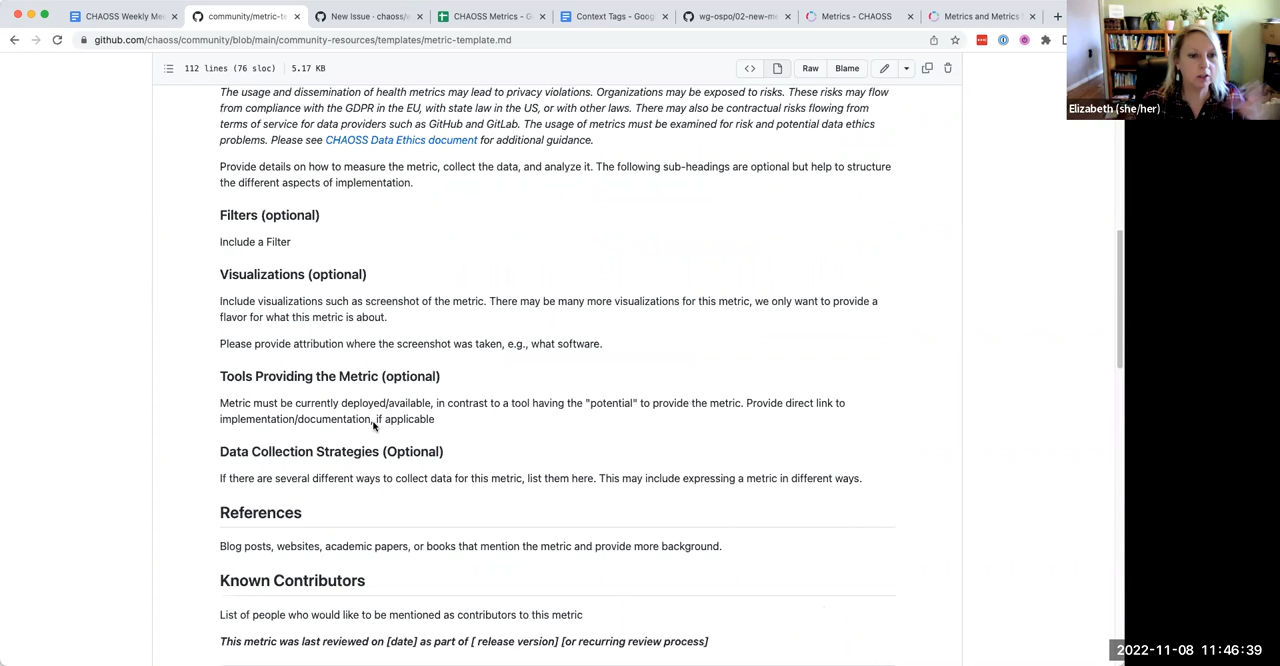 CHAOSS Weekly Me
community/metric-te
New Issue · chaoss/
CHAOSS Metrics - G
Context Tags - Goog
wg-ospo/02-new-m
Metrics - CHAOSS
Metrics and Metrics
github.com/chaoss/community/blob/main/community-resources/templates/metric-template.md
112 lines (76 sloc) 5.17 KB
Raw
Blame
Elizabeth (she/her)
The usage and dissemination of health metrics may lead to privacy violations. Organizations may be exposed to risks. These risks may flow
from compliance with the GDPR in the EU, with state law in the US, or with other laws. There may also be contractual risks flowing from
terms of service for data providers such as GitHub and GitLab. The usage of metrics must be examined for risk and potential data ethics
problems. Please see CHAOSS Data Ethics document for additional guidance.
Provide details on how to measure the metric, collect the data, and analyze it. The following sub-headings are optional but help to structure
the different aspects of implementation.
Filters (optional)
Include a Filter
Visualizations (optional)
Include visualizations such as screenshot of the metric. There may be many more visualizations for this metric, we only want to provide a
flavor for what this metric is about.
Please provide attribution where the screenshot was taken, e.g., what software.
Tools Providing the Metric (optional)
Metric must be currently deployed/available, in contrast to a tool having the "potential" to provide the metric. Provide direct link to
implementation/documentation, if applicable
Data Collection Strategies (Optional)
If there are several different ways to collect data for this metric, list them here. This may include expressing a metric in different ways.
References
Blog posts, websites, academic papers, or books that mention the metric and provide more background.
Known Contributors
List of people who would like to be mentioned as contributors to this metric
This metric was last reviewed on [date] as part of [ release version] [or recurring review process]
2022-11-08 11:46:39